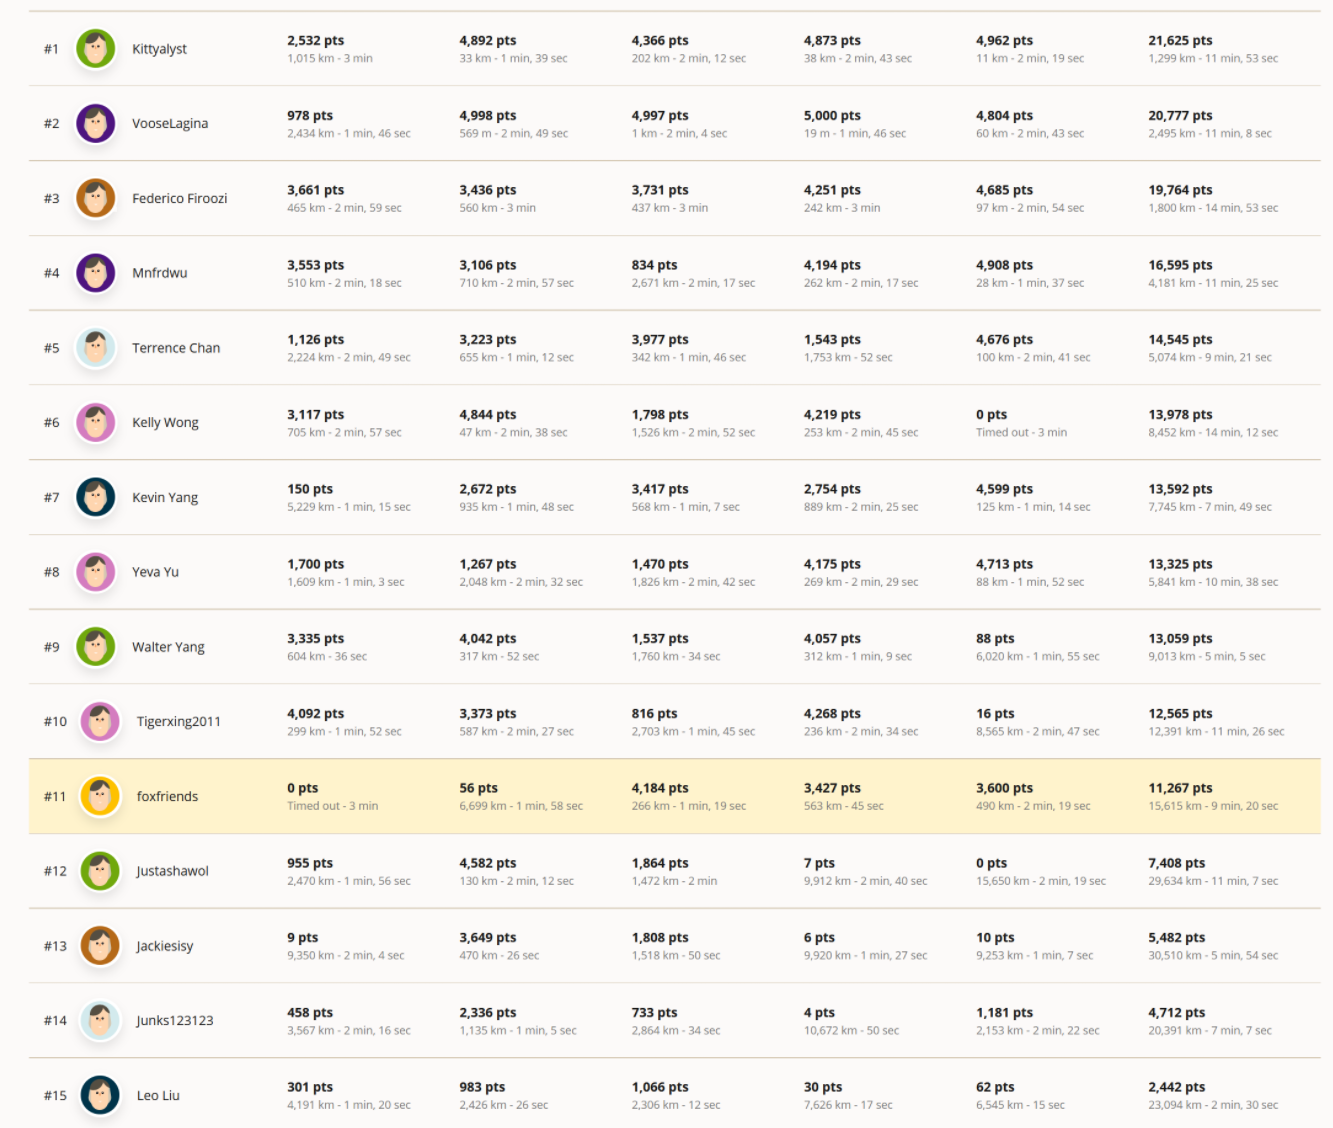 #1 Kittyalyst 2,532 pts 4,892 pts 4,366 pts 4,873 pts 4,962 pts 21,625 pts
1,015 km - 3 min 33 km - 1 min, 39 sec 202 km - 2 min, 12 sec 38 km - 2 min, 43 sec 11 km - 2 min, 19 sec 1,299 km - 11 min, 53 sec
#2 VooseLagina 978 pts 4,998 pts 4,997 pts 5,000 pts 4,804 pts 20,777 pts
2,434 km - 1 min, 46 sec 569 m - 2 min, 49 sec 1 km - 2 min, 4 sec 19 m - 1 min, 46 sec 60 km - 2 min, 43 sec 2,495 km - 11 min, 8 sec
#3 Federico Firoozi 3,661 pts 3,436 pts 3,731 pts 4,251 pts 4,685 pts 19,764 pts
465 km - 2 min, 59 sec 560 km - 3 min 437 km - 3 min 242 km - 3 min 97 km - 2 min, 54 sec 1,800 km - 14 min, 53 sec
#4 Mnfrdwu 3,553 pts 3,106 pts 834 pts 4,194 pts 4,908 pts 16,595 pts
510 km - 2 min, 18 sec 710 km - 2 min, 57 sec 2,671 km - 2 min, 17 sec 262 km - 2 min, 17 sec 28 km - 1 min, 37 sec 4,181 km - 11 min, 25 sec
#5 Terrence Chan 1,126 pts 3,223 pts 3,977 pts 1,543 pts 4,676 pts 14,545 pts
2,224 km - 2 min, 49 sec 655 km - 1 min, 12 sec 342 km - 1 min, 46 sec 1,753 km - 52 sec 100 km - 2 min, 41 sec 5,074 km - 9 min, 21 sec
#6 Kelly Wong 3,117 pts 4,844 pts 1,798 pts 4,219 pts 0 pts 13,978 pts
705 km - 2 min, 57 sec 47 km - 2 min, 38 sec 1,526 km - 2 min, 52 sec 253 km - 2 min, 45 sec Timed out - 3 min 8,452 km - 14 min, 12 sec
#7 Kevin Yang 150 pts 2,672 pts 3,417 pts 2,754 pts 4,599 pts 13,592 pts
5,229 km - 1 min, 15 sec 935 km - 1 min, 48 sec 568 km - 1 min, 7 sec 889 km - 2 min, 25 sec 125 km - 1 min, 14 sec 7,745 km - 7 min, 49 sec
#8 Yeva Yu 1,700 pts 1,267 pts 1,470 pts 4,175 pts 4,713 pts 13,325 pts
1,609 km - 1 min, 3 sec 2,048 km - 2 min, 32 sec 1,826 km - 2 min, 42 sec 269 km - 2 min, 29 sec 88 km - 1 min, 52 sec 5,841 km - 10 min, 38 sec
#9 Walter Yang 3,335 pts 4,042 pts 1,537 pts 4,057 pts 88 pts 13,059 pts
604 km - 36 sec 317 km - 52 sec 1,760 km - 34 sec 312 km - 1 min, 9 sec 6,020 km - 1 min, 55 sec 9,013 km - 5 min, 5 sec
#10 Tigerxing2011 4,092 pts 3,373 pts 816 pts 4,268 pts 16 pts 12,565 pts
299 km - 1 min, 52 sec 587 km - 2 min, 27 sec 2,703 km - 1 min, 45 sec 236 km - 2 min, 34 sec 8,565 km - 2 min, 47 sec 12,391 km - 11 min, 26 sec
#11 foxfriends 0 pts 56 pts 4,184 pts 3,427 pts 3,600 pts 11,267 pts
Timed out - 3 min 6,699 km - 1 min, 58 sec 266 km - 1 min, 19 sec 563 km - 45 sec 490 km - 2 min, 19 sec 15,615 km - 9 min, 20 sec
#12 Justashawol 955 pts 4,582 pts 1,864 pts 7 pts 0 pts 7,408 pts
2,470 km - 1 min, 56 sec 130 km - 2 min, 12 sec 1,472 km - 2 min 9,912 km - 2 min, 40 sec 15,650 km - 2 min, 19 sec 29,634 km - 11 min, 7 sec
#13 Jackiesisy 9 pts 3,649 pts 1,808 pts 6 pts 10 pts 5,482 pts
9,350 km - 2 min, 4 sec 470 km - 26 sec 1,518 km - 50 sec 9,920 km - 1 min, 27 sec 9,253 km - 1 min, 7 sec 30,510 km - 5 min, 54 sec
#14 Junks123123 458 pts 2,336 pts 733 pts 4 pts 1,181 pts 4,712 pts
3,567 km - 2 min, 16 sec 1,135 km - 1 min, 5 sec 2,864 km - 34 sec 10,672 km - 50 sec 2,153 km - 2 min, 22 sec 20,391 km - 7 min, 7 sec
#15 Leo Liu 301 pts 983 pts 1,066 pts 30 pts 62 pts 2,442 pts
4,191 km - 1 min, 20 sec 2,426 km - 26 sec 2,306 km - 12 sec 7,626 km - 17 sec 6,545 km - 15 sec 23,094 km - 2 min, 30 sec